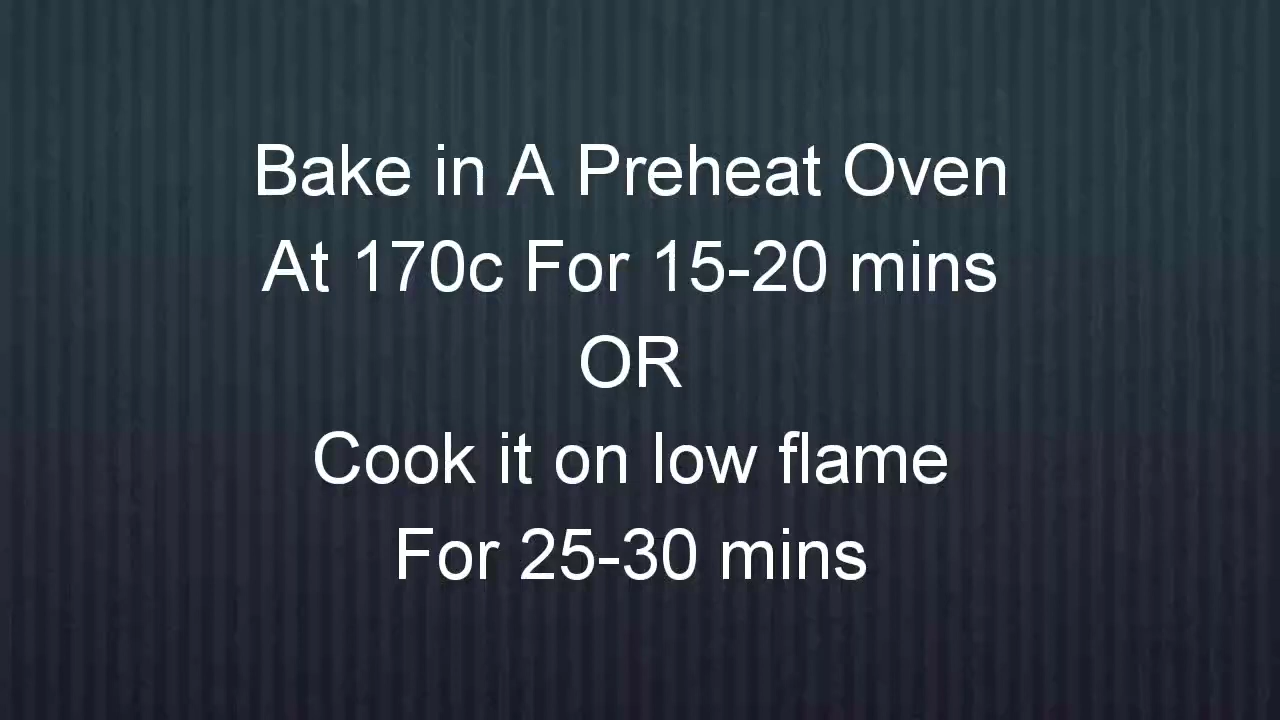 Bake in A Preheat Oven
At 170c For 15-20 mins
OR
Cook it on low flame
For 25-30 mins